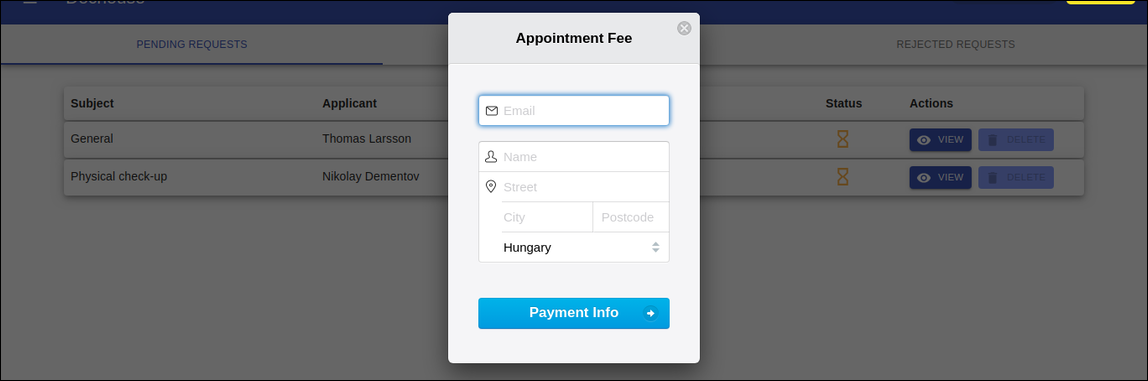 Appointment Fee
PENDING REQUESTS
REJECTED REQUESTS
Email
Subject
Applicant
Status
Actions
General
Thomas Larsson
VIEW
DELETE
Name
Physical check-up
Nikolay Dementov
VIEW
DELETE
Street
City
Postcode
Hungary
Payment Info